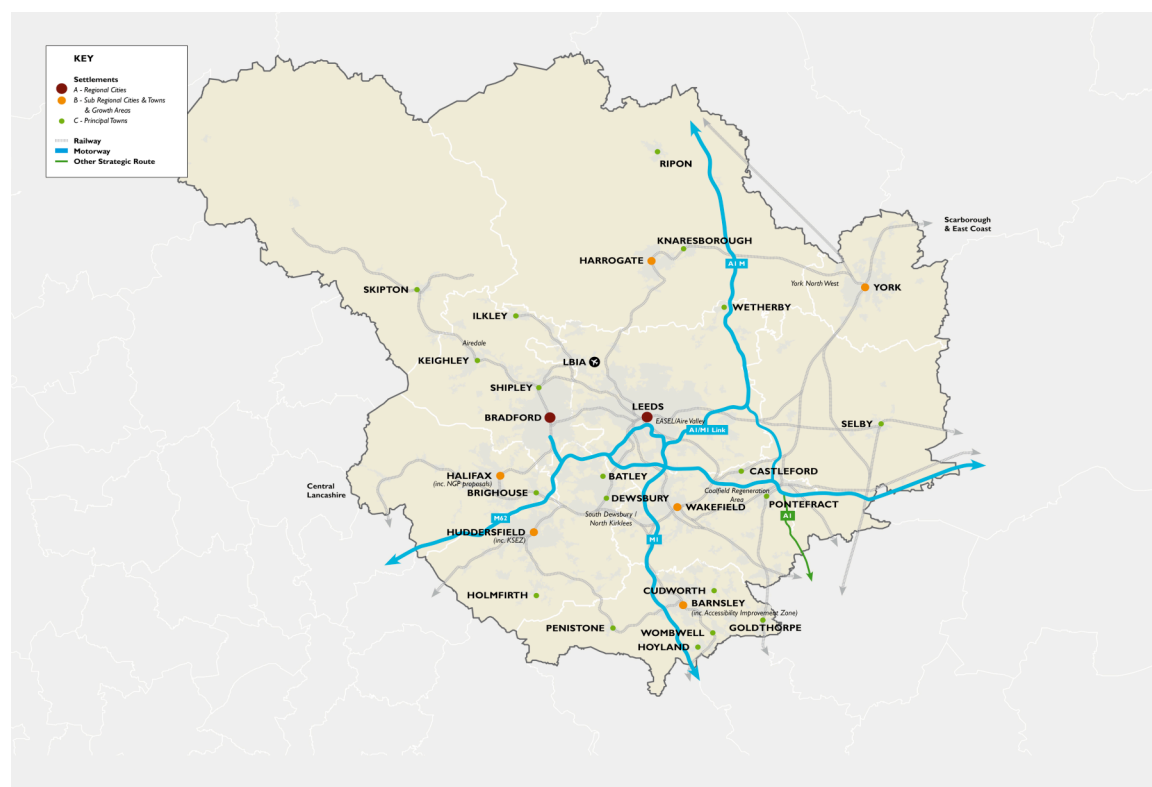 KEY
Settlements
A - Regional Cities
B - Sub Regional Cities & Towns
& Growth Areas
C - Principal Towns
Railway
Motorway
Other Strategic Route
RIPON
Scarborough
& East Coast
KNARESBOROUGH
HARROGATE
A1 M
York North West
YORK
SKIPTON
WETHERBY
ILKLEY
Airedale
KEIGHLEY
LBIA
SHIPLEY
LEEDS
BRADFORD
EASEL/Aire Valley
A1/M1 Link
SELBY
HALIFAX
(inc. NGP proposals)
BATLEY
CASTLEFORD
Central
Lancashire
BRIGHOUSE
DEWSBURY
Coalfield Regeneration
Area
WAKEFIELD
PONTEFRACT
South Dewsbury /
North Kirklees
M62
A1
HUDDERSFIELD
(inc. KSEZ)
M1
CUDWORTH
HOLMFIRTH
BARNSLEY
(inc Accessibility Improvement Zone)
PENISTONE
WOMBWELL
GOLDTHORPE
HOYLAND